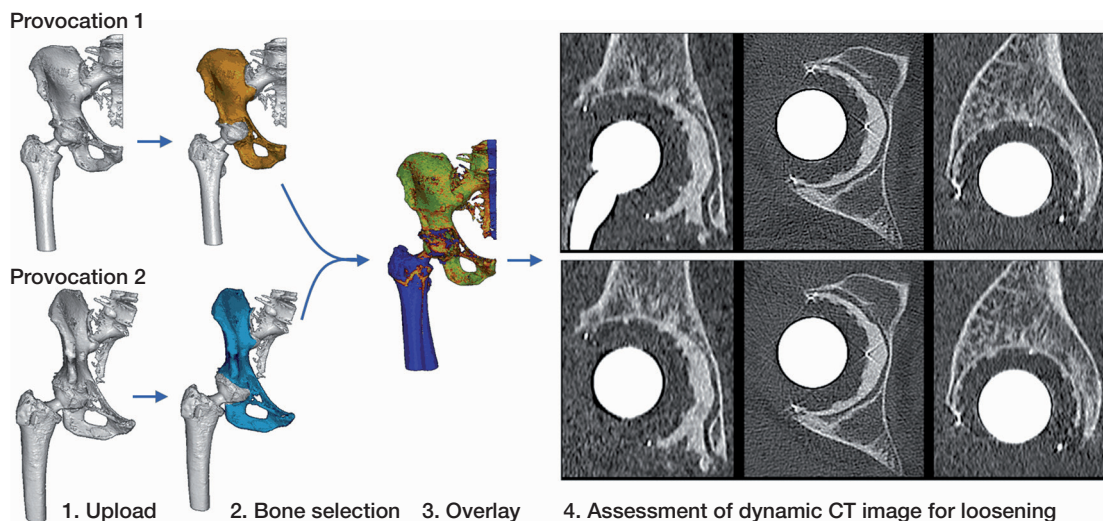 Provocation 1
Provocation 2
1. Upload
2. Bone selection
3. Overlay
4. Assessment of dynamic CT image for loosening